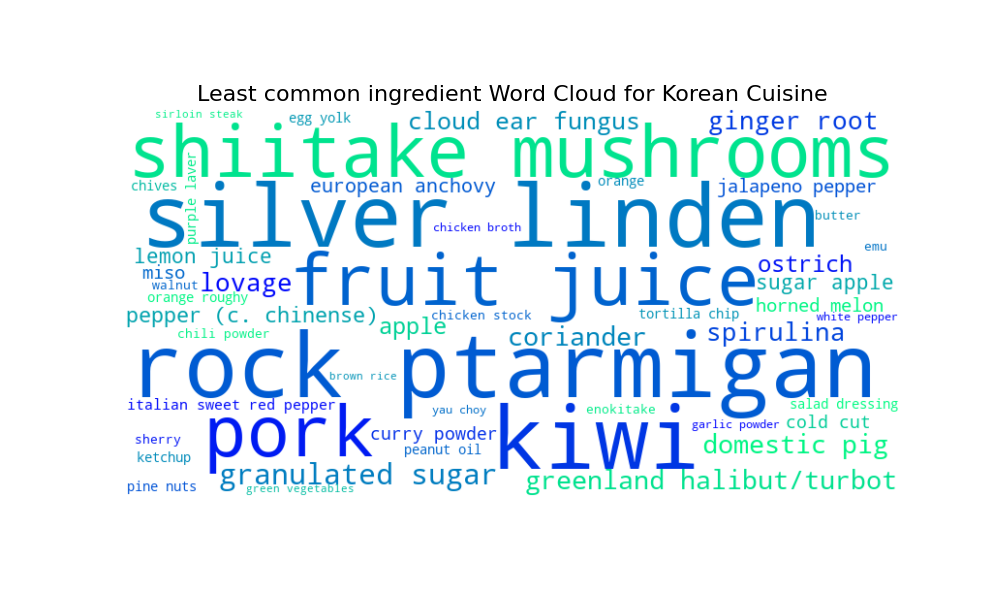 Least common ingredient Word Cloud for Korean Cuisine
sirloin steak
egg yolk
cloud ear fungus
ginger root
shiitake mushrooms
purple laver
chives
european anchovy
orange
jalapeno pepper
silver linden
butter
chicken broth
emu
lemon juice
fruit juice
ostrich
miso
walnut
lovage
sugar apple
orange roughy
horned melon
pepper (c. chinense)
apple
chicken stock
tortilla chip
white pepper
chili powder
coriander
spirulina
rock ptarmigan
brown rice
italian sweet red pepper
yau choy
enokitake
salad dressing
pork
kiwi
curry powder
garlic powder
cold cut
sherry
peanut oil
domestic pig
ketchup
granulated sugar
greenland halibut/turbot
pine nuts
green vegetables